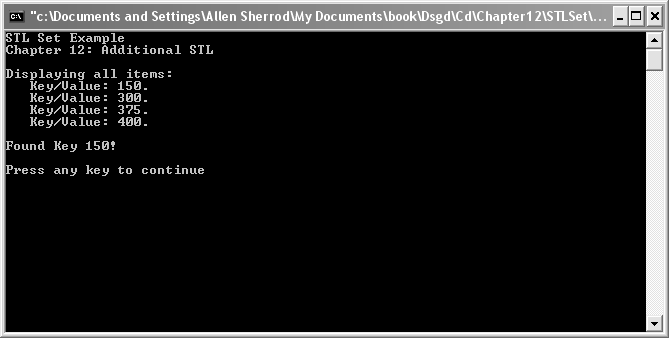 "c:\Documents and Settings\Allen Sherrod\My Documents\book\Dsgd\Cd\Chapter12\STLSet\...
STL Set Example
Chapter 12: Additional STL
Displaying all items:
Key/Value: 150.
Key/Value: 300.
Key/Value: 375.
Key/Value: 400.
Found Key 150!
Press any key to continue